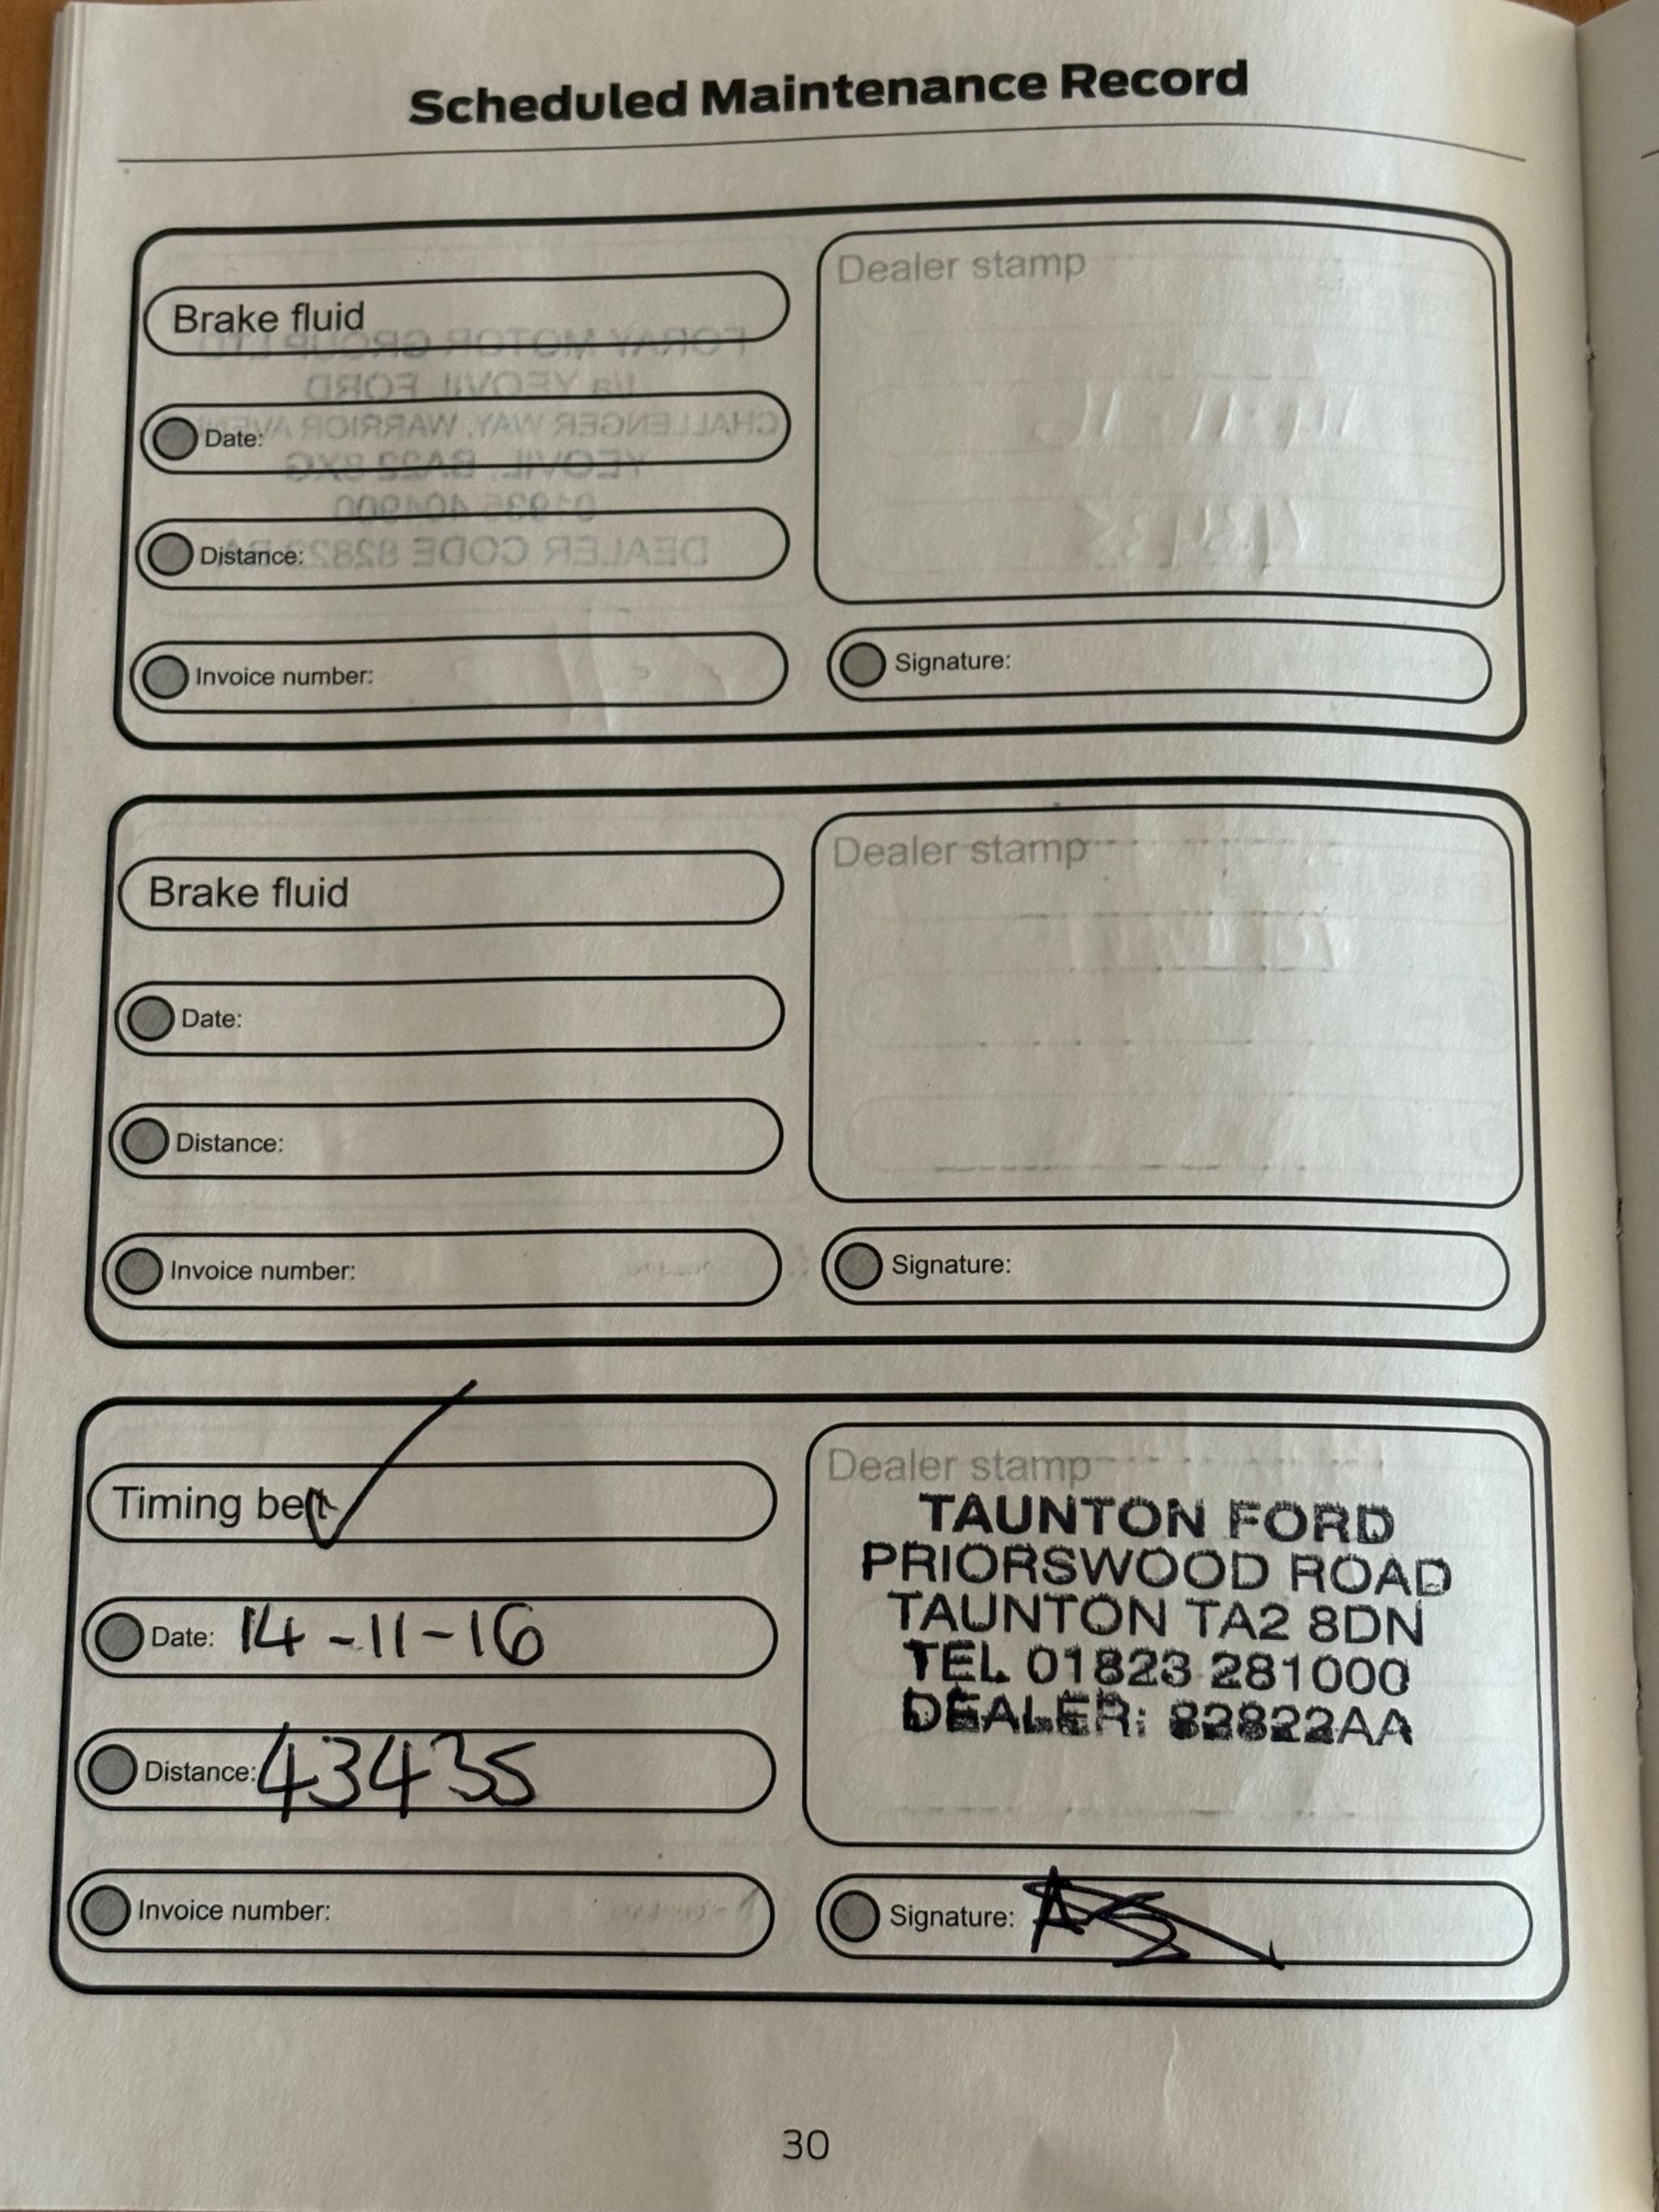 Scheduled Maintenance Record
Brake fluid
Date:
Distance:
Invoice number:
Dealer stamp
Signature:
Brake fluid
Date:
Distance:
Invoice number:
Dealer stamp
Signature:
Timing belt
Date: 14-11-16
Distance: 43435
Invoice number:
Dealer stamp
TAUNTON FORD
PRIORSWOOD ROAD
TAUNTON TA2 8DN
TEL 01823 281000
DEALER: 82822AA
Signature:
30